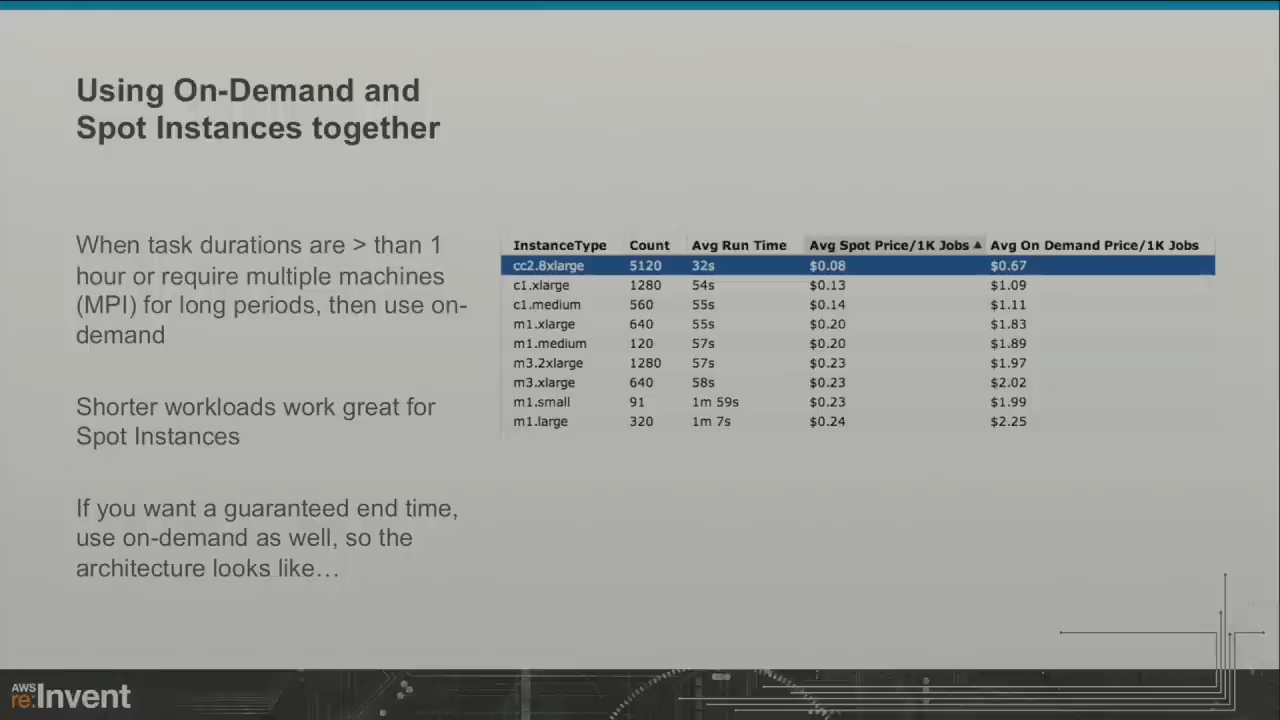 Using On-Demand and
Spot Instances together
When task durations are > than 1
hour or require multiple machines
(MPI) for long periods, then use on-
demand
Shorter workloads work great for
Spot Instances
If you want a guaranteed end time,
use on-demand as well, so the
architecture looks like…
InstanceType Count Avg Run Time Avg Spot Price/1K Jobs ▲ Avg On Demand Price/1K Jobs
cc2.8xlarge 5120 32s $0.08 $0.67
c1.xlarge 1280 54s $0.13 $1.09
c1.medium 560 55s $0.14 $1.11
m1.xlarge 640 55s $0.20 $1.83
m1.medium 120 57s $0.20 $1.89
m3.2xlarge 1280 57s $0.23 $1.97
m3.xlarge 640 58s $0.23 $2.02
m1.small 91 1m 59s $0.23 $1.99
m1.large 320 1m 7s $0.24 $2.25
AWS
re:Invent